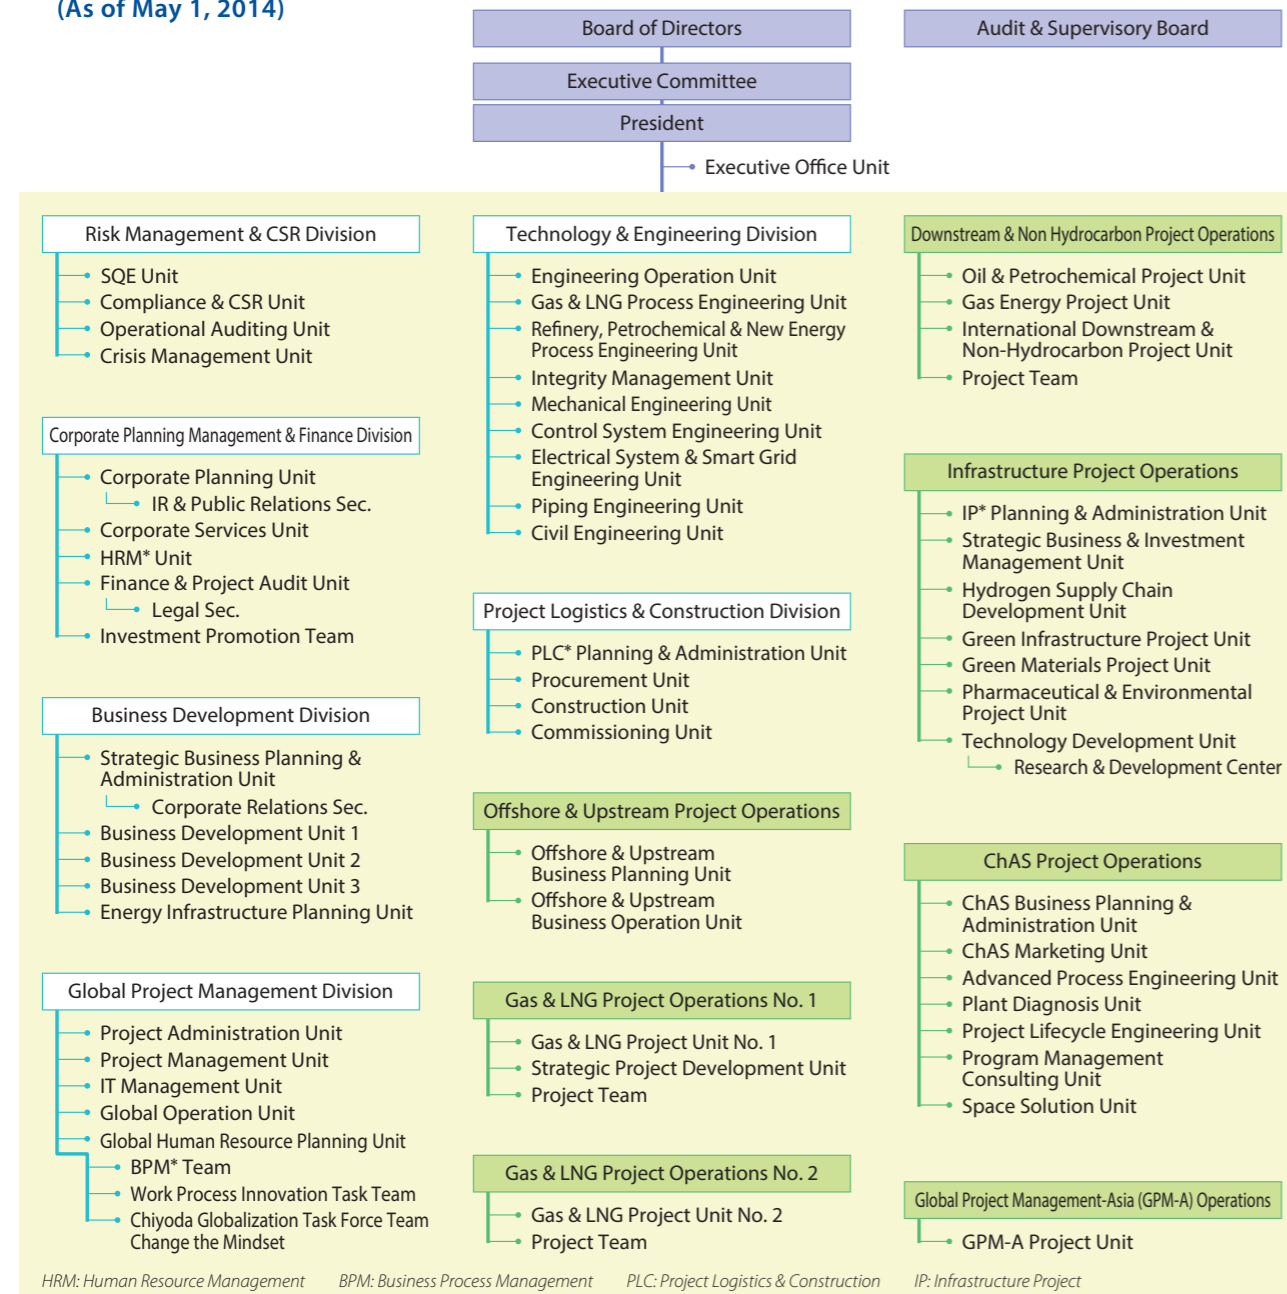 (As of May 1, 2014)
Board of Directors
Audit & Supervisory Board
Executive Committee
President
Executive Office Unit
Risk Management & CSR Division
SQE Unit
Compliance & CSR Unit
Operational Auditing Unit
Crisis Management Unit
Corporate Planning Management & Finance Division
Corporate Planning Unit
IR & Public Relations Sec.
Corporate Services Unit
HRM* Unit
Finance & Project Audit Unit
Legal Sec.
Investment Promotion Team
Business Development Division
Strategic Business Planning &
Administration Unit
Corporate Relations Sec.
Business Development Unit 1
Business Development Unit 2
Business Development Unit 3
Energy Infrastructure Planning Unit
Global Project Management Division
Project Administration Unit
Project Management Unit
IT Management Unit
Global Operation Unit
Global Human Resource Planning Unit
BPM* Team
Work Process Innovation Task Team
Chiyoda Globalization Task Force Team
Change the Mindset
Technology & Engineering Division
Engineering Operation Unit
Gas & LNG Process Engineering Unit
Refinery, Petrochemical & New Energy
Process Engineering Unit
Integrity Management Unit
Mechanical Engineering Unit
Control System Engineering Unit
Electrical System & Smart Grid
Engineering Unit
Piping Engineering Unit
Civil Engineering Unit
Project Logistics & Construction Division
PLC* Planning & Administration Unit
Procurement Unit
Construction Unit
Commissioning Unit
Offshore & Upstream Project Operations
Offshore & Upstream
Business Planning Unit
Offshore & Upstream
Business Operation Unit
Gas & LNG Project Operations No. 1
Gas & LNG Project Unit No. 1
Strategic Project Development Unit
Project Team
Gas & LNG Project Operations No. 2
Gas & LNG Project Unit No. 2
Project Team
Downstream & Non Hydrocarbon Project Operations
Oil & Petrochemical Project Unit
Gas Energy Project Unit
International Downstream &
Non-Hydrocarbon Project Unit
Project Team
Infrastructure Project Operations
IP* Planning & Administration Unit
Strategic Business & Investment
Management Unit
Hydrogen Supply Chain
Development Unit
Green Infrastructure Project Unit
Green Materials Project Unit
Pharmaceutical & Environmental
Project Unit
Technology Development Unit
Research & Development Center
ChAS Project Operations
ChAS Business Planning &
Administration Unit
ChAS Marketing Unit
Advanced Process Engineering Unit
Plant Diagnosis Unit
Project Lifecycle Engineering Unit
Program Management
Consulting Unit
Space Solution Unit
Global Project Management-Asia (GPM-A) Operations
GPM-A Project Unit
HRM: Human Resource Management BPM: Business Process Management PLC: Project Logistics & Construction IP: Infrastructure Project